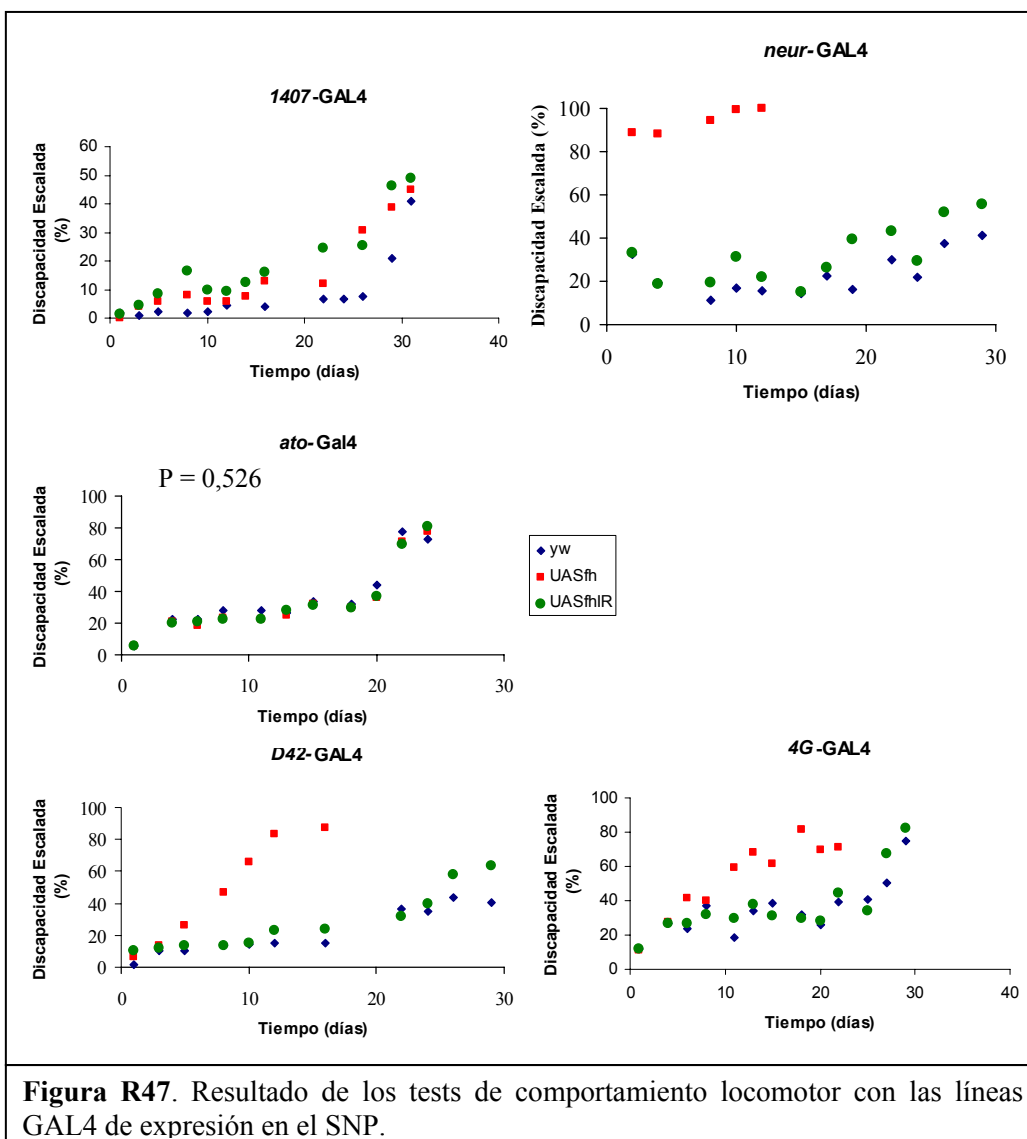 1407-GAL4
Discapacidad Escalada
(%)
60
50
40
30
20
10
0
0 10 20 30 40
Tiempo (días)
neur-GAL4
Discapacidad Escalada (%)
100
80
60
40
20
0
0 10 20 30
Tiempo (días)
ato-Gal4
P = 0,526
Discapacidad Escalada
(%)
100
80
60
40
20
0
0 10 20 30
Tiempo (días)
yw
UASfh
UASfhIR
D42-GAL4
Discapacidad Escalada
(%)
100
80
60
40
20
0
0 10 20 30
Tiempo (días)
4G-GAL4
Discapacidad Escalada
(%)
100
80
60
40
20
0
0 10 20 30 40
Tiempo (días)
Figura R47. Resultado de los tests de comportamiento locomotor con las líneas
GAL4 de expresión en el SNP.